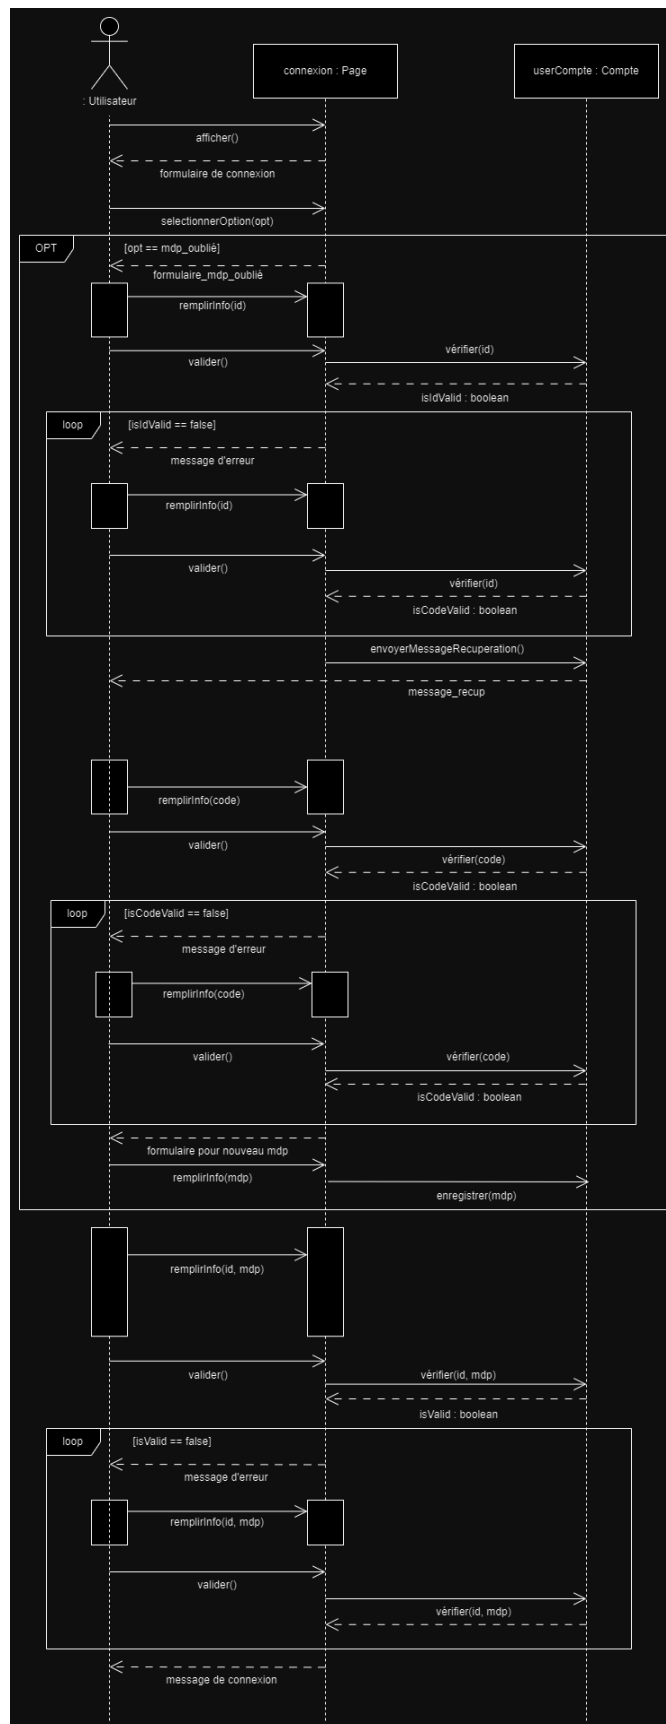 connexion : Page
userCompte : Compte
: Utilisateur
afficher()
formulaire de connexion
selectionnerOption(opt)
OPT
[opt == mdp_oublié]
formulaire_mdp_oublié
remplirInfo(id)
vérifier(id)
valider()
isIdValid : boolean
loop
[isIdValid == false]
message d'erreur
remplirInfo(id)
valider()
vérifier(id)
isCodeValid : boolean
envoyerMessageRecuperation()
message_recup
remplirInfo(code)
valider()
vérifier(code)
isCodeValid : boolean
loop
[isCodeValid == false]
message d'erreur
remplirInfo(code)
valider()
vérifier(code)
isCodeValid : boolean
formulaire pour nouveau mdp
remplirInfo(mdp)
enregistrer(mdp)
remplirInfo(id, mdp)
valider()
vérifier(id, mdp)
isValid : boolean
loop
[isValid == false]
message d'erreur
remplirInfo(id, mdp)
valider()
vérifier(id, mdp)
message de connexion